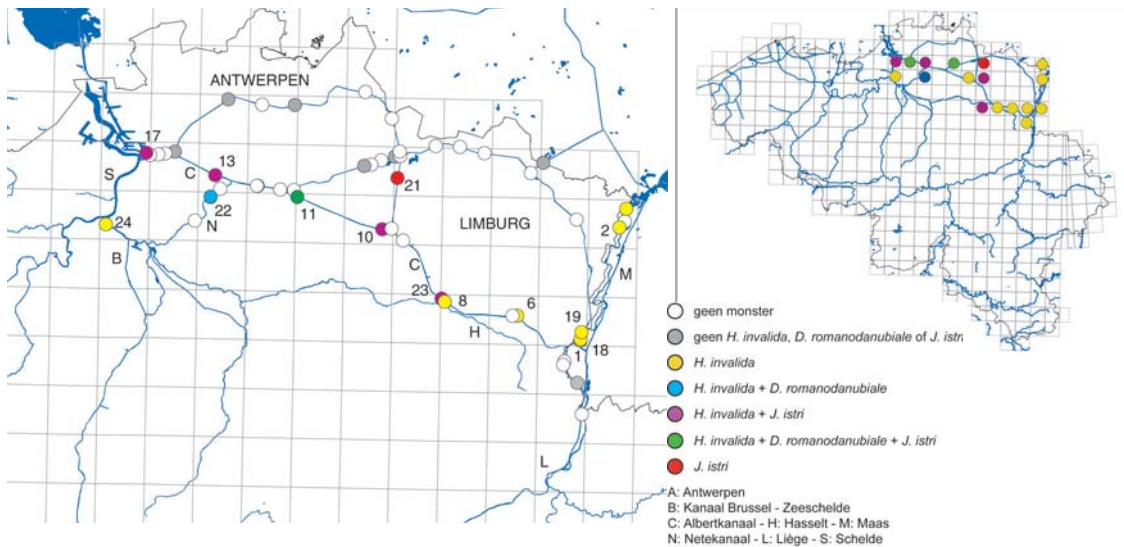 ANTWERPEN
17
13
S
C
21
22
11
LIMBURG
24
N
10
2
B
C
M
23
8
6
19
H
18
1
L
geen monster
geen H. invalida, D. romanodanubiale of J. istri
H. invalida
H. invalida + D. romanodanubiale
H. invalida + J. istri
H. invalida + D. romanodanubiale + J. istri
J. istri
A: Antwerpen
B: Kanaal Brussel - Zeeschelde
C: Albertkanaal - H: Hasselt - M: Maas
N: Netekanaal - L: Liège - S: Schelde